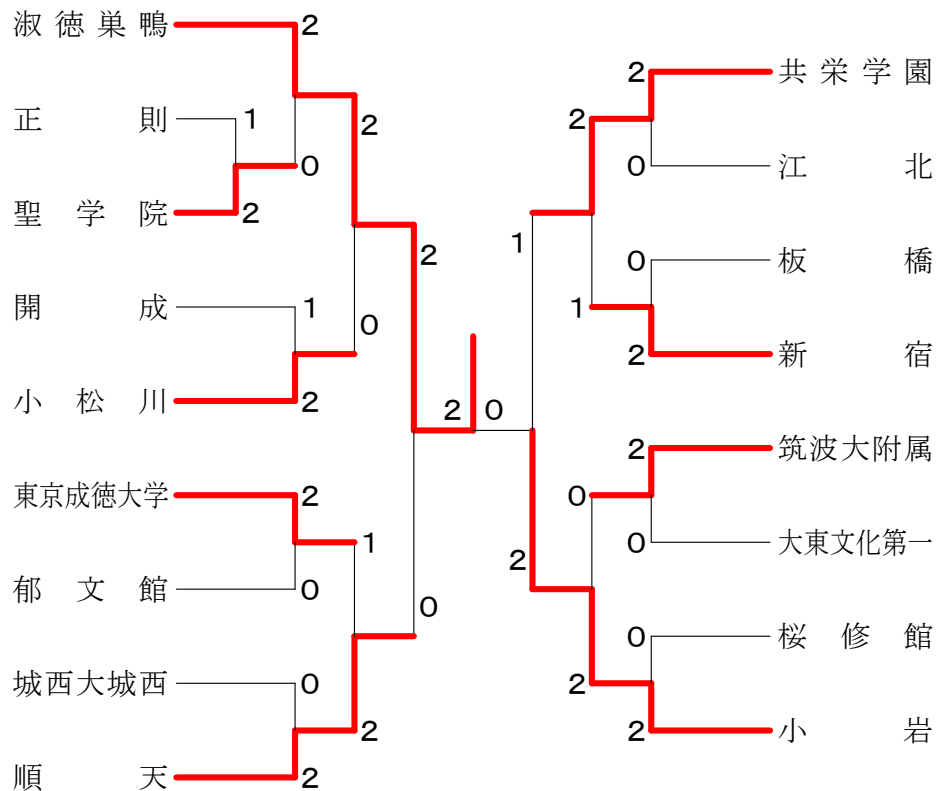 淑徳巣鴨 2
正則 1
2
0
聖学院 2
開成 1
0
小松川 2
2
2 0
東京成徳大学 2
1
郁文館 0
0
城西大城西 0
2
順天 2
2 共栄学園
2
0 江北
1
0 板橋
1
2 新宿
2 筑波大附属
0
0 大東文化第一
2
0 桜修館
2
2 小岩